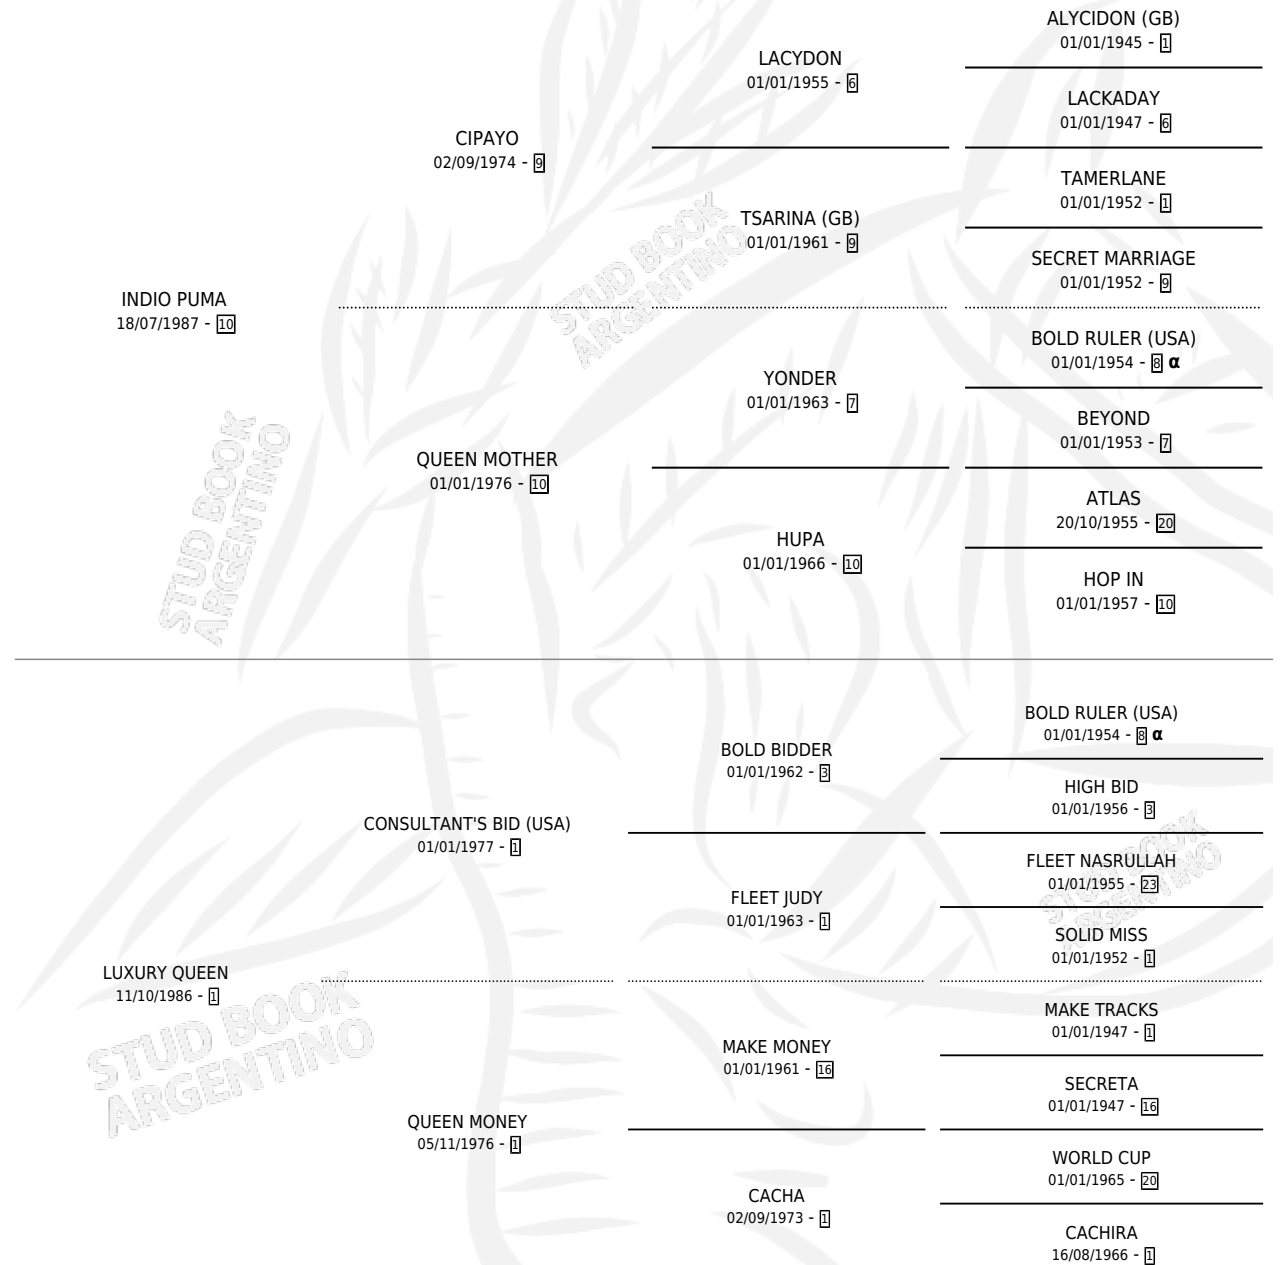 ALYCIDON (GB)
01/01/1945 - 1
LACYDON
01/01/1955 - 6
LACKADAY
01/01/1947 - 6
CIPAYO
02/09/1974 - 9
TAMERLANE
01/01/1952 - 1
TSARINA (GB)
01/01/1961 - 9
SECRET MARRIAGE
01/01/1952 - 9
INDIO PUMA
18/07/1987 - 10
BOLD RULER (USA)
01/01/1954 - 8 α
YONDER
01/01/1963 - 7
BEYOND
01/01/1953 - 7
QUEEN MOTHER
01/01/1976 - 10
ATLAS
20/10/1955 - 20
HUPA
01/01/1966 - 10
HOP IN
01/01/1957 - 10
BOLD RULER (USA)
01/01/1954 - 8 α
BOLD BIDDER
01/01/1962 - 3
HIGH BID
01/01/1956 - 3
CONSULTANT'S BID (USA)
01/01/1977 - 1
FLEET NASRULLAH
01/01/1955 - 23
FLEET JUDY
01/01/1963 - 1
SOLID MISS
01/01/1952 - 1
LUXURY QUEEN
11/10/1986 - 1
MAKE TRACKS
01/01/1947 - 1
MAKE MONEY
01/01/1961 - 16
SECRETA
01/01/1947 - 16
QUEEN MONEY
05/11/1976 - 1
WORLD CUP
01/01/1965 - 20
CACHA
02/09/1973 - 1
CACHIRA
16/08/1966 - 1
STUD BOOK
ARGENTINO
STUD BOOK
ARGENTINO
STUD BOOK
ARGENTINO
STUD BOOK
ARGENTINO